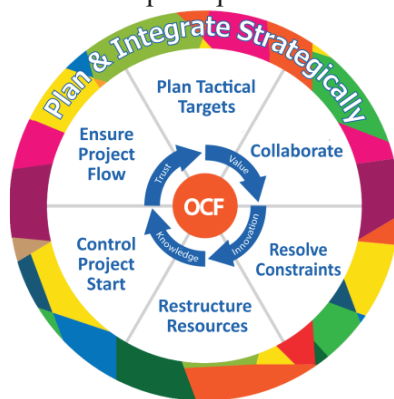 Plan & Integrate Strategically
Plan Tactical
Targets
Collaborate
Resolve
Constraints
Restructure
Resources
Control
Project
Start
Ensure
Project
Flow
Trust
Value
Innovation
Knowledge
OCF